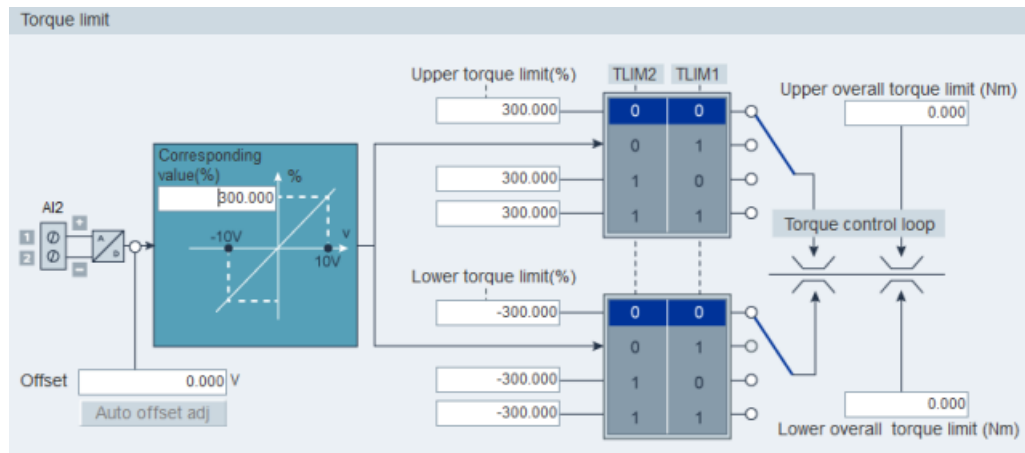 Torque limit
Upper torque limit(%)
TLIM2 TLIM1
Upper overall torque limit (Nm)
300.000
0 0
0.000
Corresponding
value(%)
300.000
%
0 1
300.000
1 0
300.000
1 1
AI2
1
2
+
−
A
D
-10V
V
10V
Torque control loop
Lower torque limit(%)
-300.000
0 0
0 1
Offset
0.000 V
-300.000
1 0
Auto offset adj
-300.000
1 1
0.000
Lower overall torque limit (Nm)